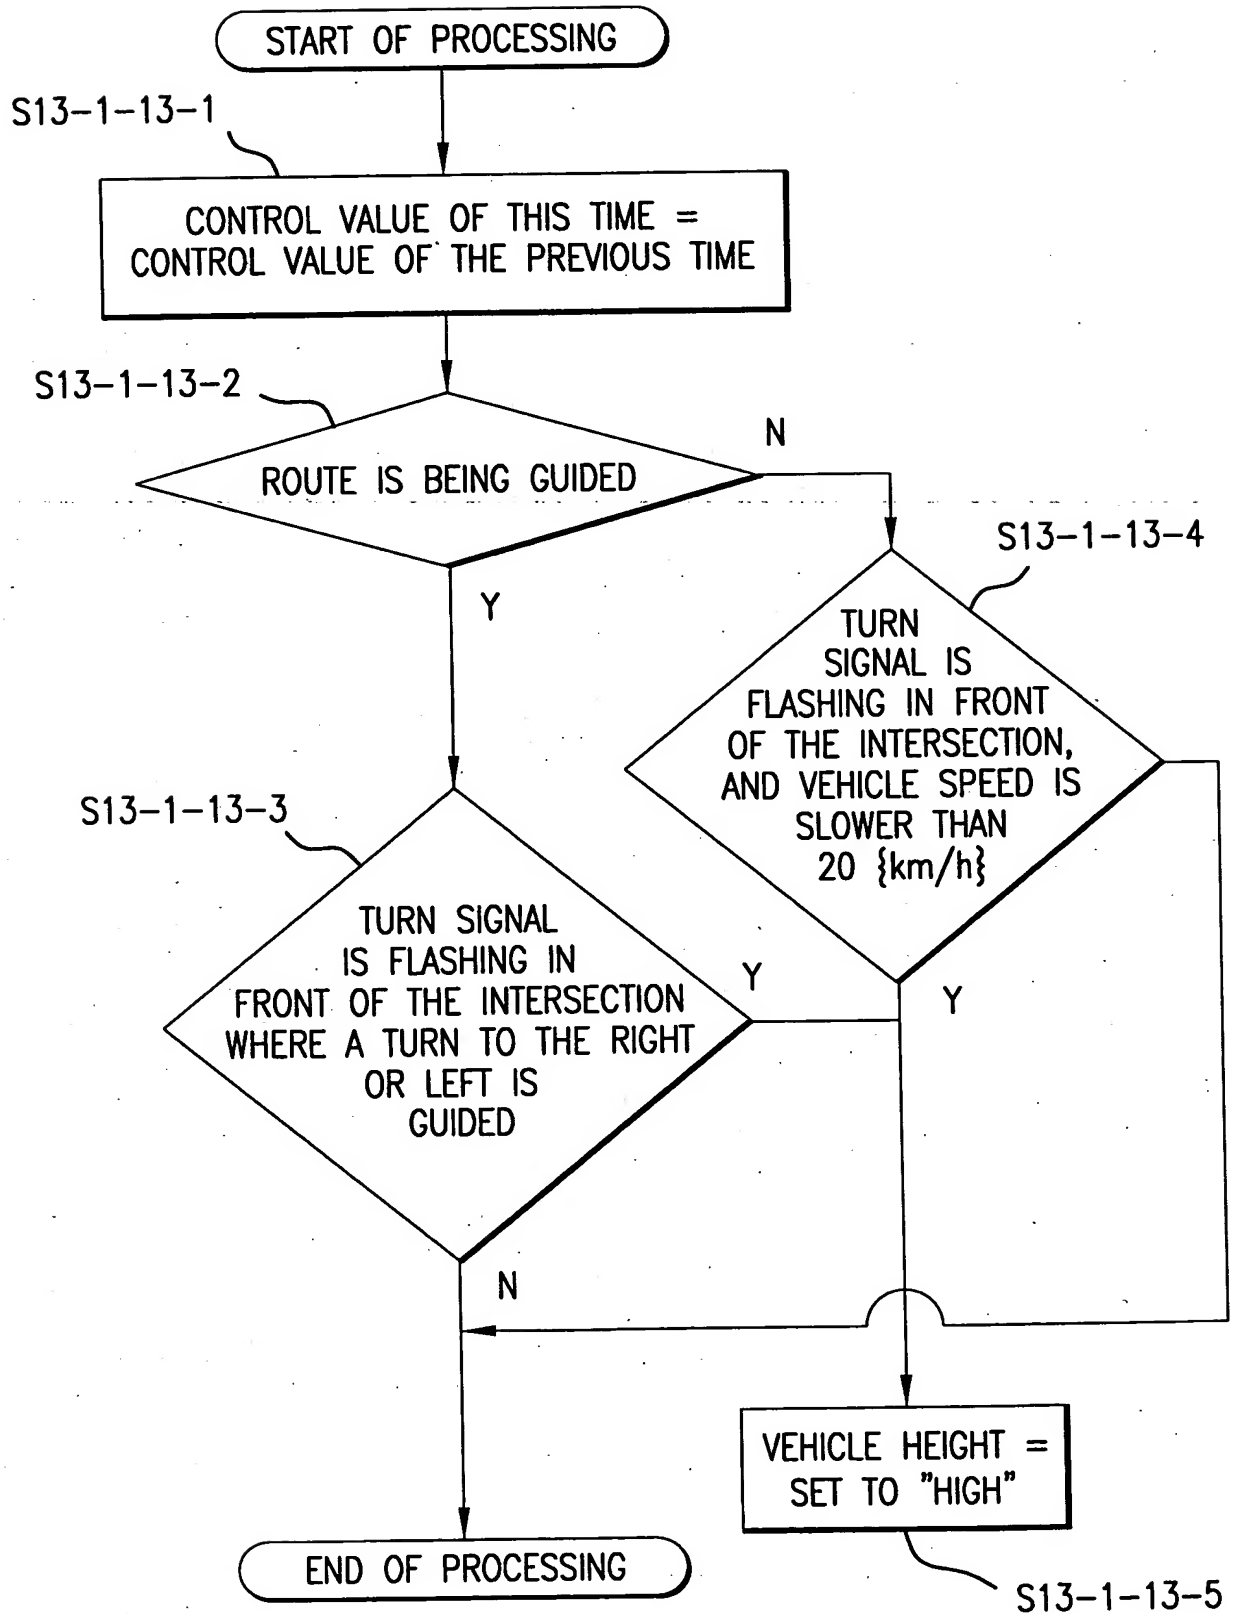 START OF PROCESSING
S13-1-13-1
CONTROL VALUE OF THIS TIME =
CONTROL VALUE OF THE PREVIOUS TIME
S13-1-13-2
ROUTE IS BEING GUIDED
N
Y
S13-1-13-4
TURN
SIGNAL IS
FLASHING IN FRONT
OF THE INTERSECTION,
AND VEHICLE SPEED IS
SLOWER THAN
20 {km/h}
Y
S13-1-13-3
TURN SIGNAL
IS FLASHING IN
FRONT OF THE INTERSECTION
WHERE A TURN TO THE RIGHT
OR LEFT IS
GUIDED
Y
N
VEHICLE HEIGHT =
SET TO "HIGH"
S13-1-13-5
END OF PROCESSING